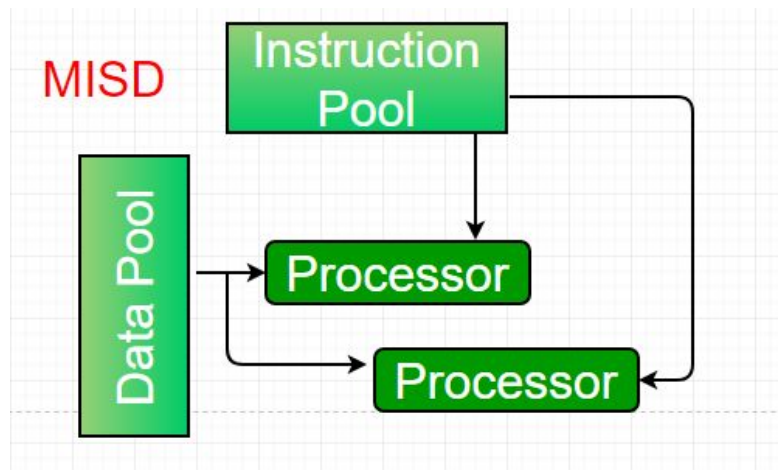 MISD
Instruction
Pool
Data Pool
Processor
Processor